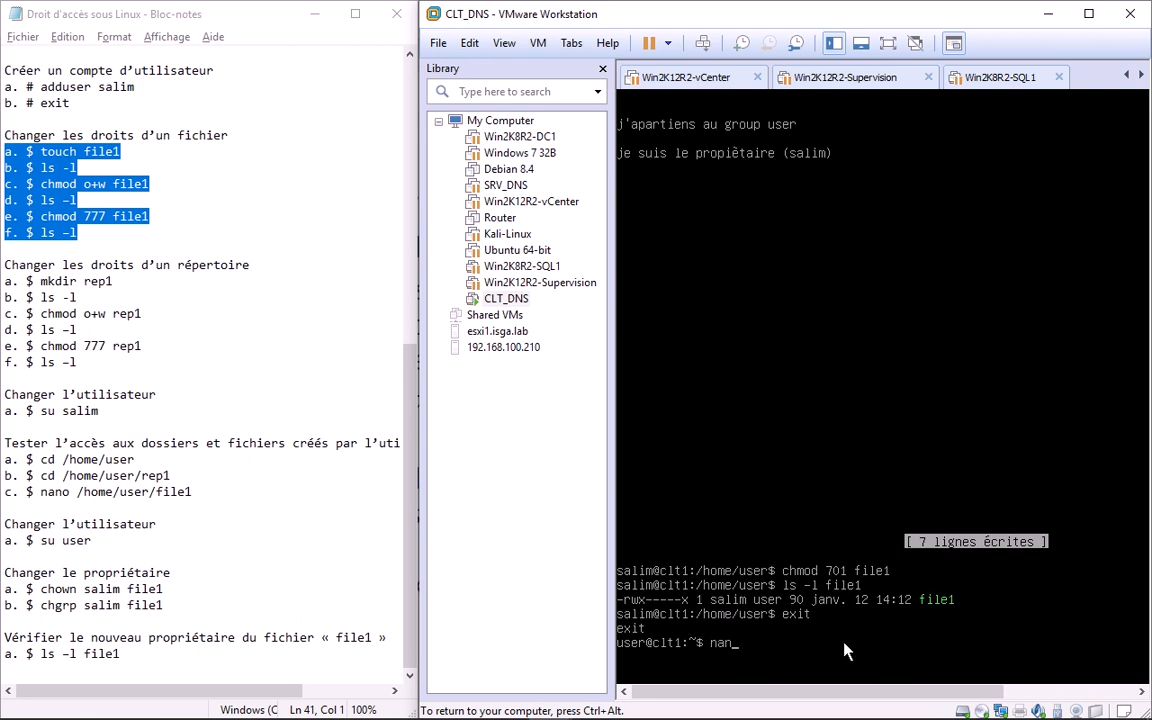 Droit d'accès sous Linux - Bloc-notes
Fichier Edition Format Affichage Aide
Créer un compte d’utilisateur
a. # adduser salim
b. # exit
Changer les droits d’un fichier
a. $ touch file1
b. $ ls -l
c. $ chmod o+w file1
d. $ ls –l
e. $ chmod 777 file1
f. $ ls –l
Changer les droits d’un répertoire
a. $ mkdir rep1
b. $ ls -l
c. $ chmod o+w rep1
d. $ ls –l
e. $ chmod 777 rep1
f. $ ls –l
Changer l’utilisateur
a. $ su salim
Tester l’accès aux dossiers et fichiers créés par l’uti
a. $ cd /home/user
b. $ cd /home/user/rep1
c. $ nano /home/user/file1
Changer l’utilisateur
a. $ su user
Changer le propriétaire
a. $ chown salim file1
b. $ chgrp salim file1
Vérifier le nouveau propriétaire du fichier « file1 »
a. $ ls -l file1
Windows (C Ln 41, Col 1 100%
CLT_DNS - VMware Workstation
File Edit View VM Tabs Help
Library
Type here to search
My Computer
Win2K8R2-DC1
Windows 7 32B
Debian 8.4
SRV_DNS
Win2K12R2-vCenter
Router
Kali-Linux
Ubuntu 64-bit
Win2K8R2-SQL1
Win2K12R2-Supervision
CLT_DNS
Shared VMs
esxi1.isga.lab
192.168.100.210
Win2K12R2-vCenter Win2K12R2-Supervision Win2K8R2-SQL1
j'apartiens au group user
je suis le propiètaire (salim)
[ 7 lignes écrites ]
salim@clt1:/home/user$ chmod 701 file1
salim@clt1:/home/user$ ls -l file1
-rwx-----x 1 salim user 90 janv. 12 14:12 file1
salim@clt1:/home/user$ exit
exit
user@clt1:~$ nan_
To return to your computer, press Ctrl+Alt.